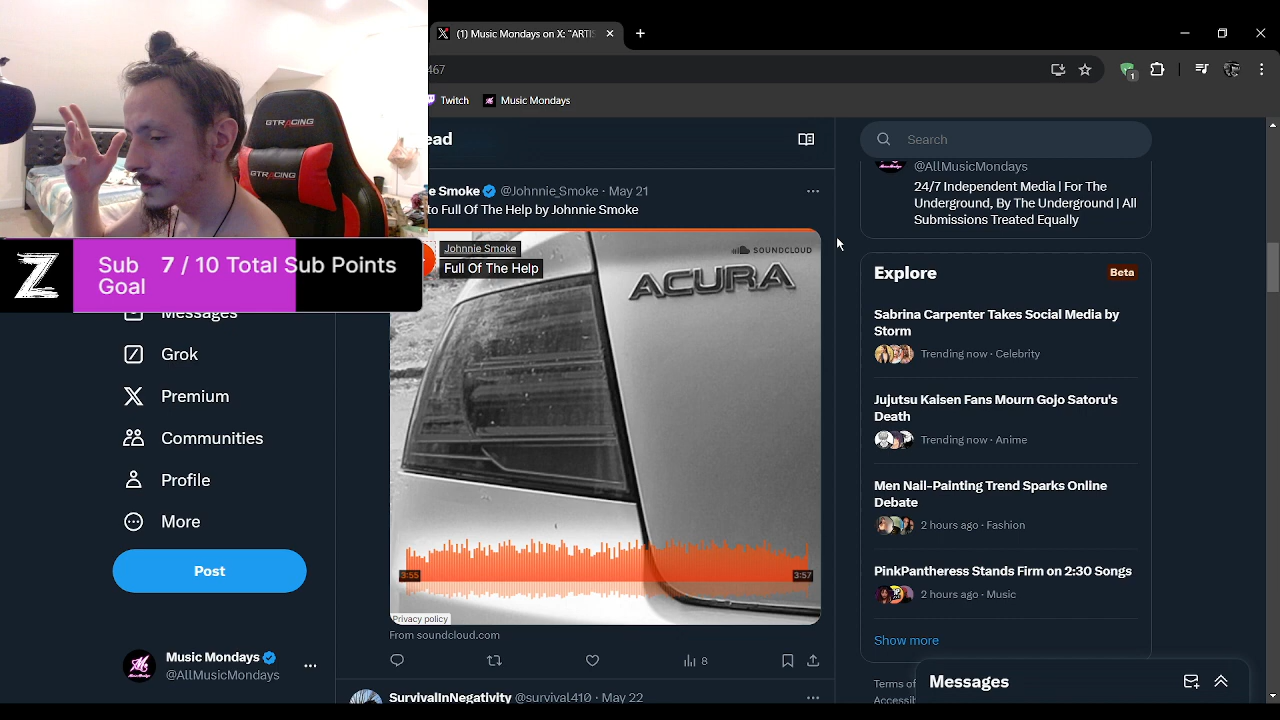 GTRACING
GTRACING
Sub Goal
7 / 10 Total Sub Points
(1) Music Mondays on X: "ARTIS
467
Twitch
Music Mondays
ead
Search
e Smoke @Johnnie_Smoke · May 21
to Full Of The Help by Johnnie Smoke
Johnnie Smoke
Full Of The Help
SOUNDCLOUD
ACURA
3:55
3:57
Privacy policy
From soundcloud.com
8
SurvivalInNegativity @survival410 · May 22
Messages
Grok
Premium
Communities
Profile
More
Post
Music Mondays
@AllMusicMondays
@AllMusicMondays
24/7 Independent Media | For The
Underground, By The Underground | All
Submissions Treated Equally
Explore
Beta
Sabrina Carpenter Takes Social Media by
Storm
Trending now · Celebrity
Jujutsu Kaisen Fans Mourn Gojo Satoru's
Death
Trending now · Anime
Men Nail-Painting Trend Sparks Online
Debate
2 hours ago · Fashion
PinkPantheress Stands Firm on 2:30 Songs
2 hours ago · Music
Show more
Terms of
Accessib
Messages